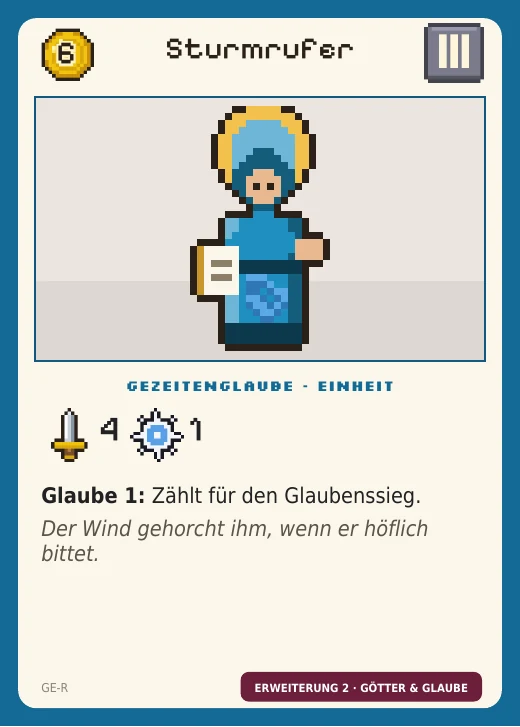 6
Sturmrufer
III
GEZEITENGLAUBE - EINHEIT
4 1
Glaube 1: Zählt für den Glaubenssieg.
Der Wind gehorcht ihm, wenn er höflich
bittet.
GE-R
ERWEITERUNG 2 · GÖTTER & GLAUBE